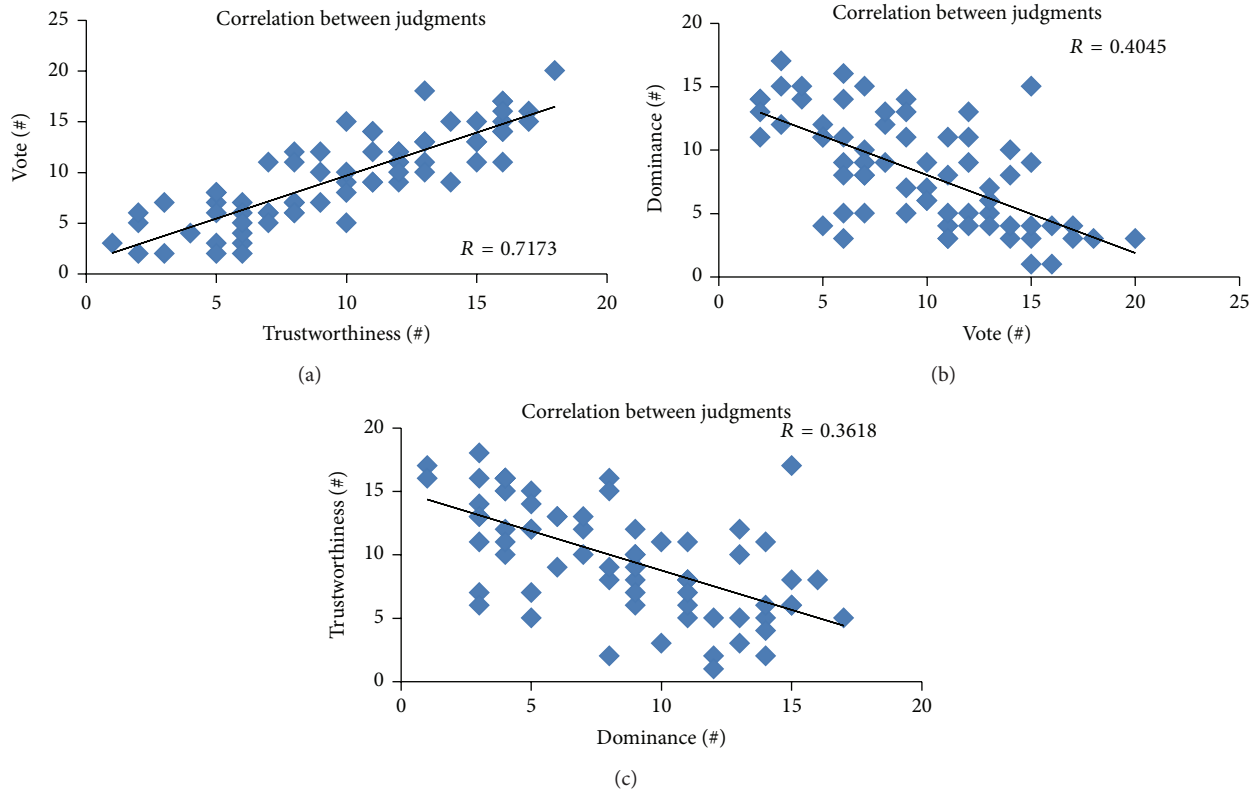 Correlation between judgments
R = 0.7173
Vote (#)
25
20
15
10
5
0
0 5 10 15 20
Trustworthiness (#)
(a)
Correlation between judgments
R = 0.4045
Dominance (#)
20
15
10
5
0
0 5 10 15 20 25
Vote (#)
(b)
Correlation between judgments
R = 0.3618
Trustworthiness (#)
20
15
10
5
0
0 5 10 15 20
Dominance (#)
(c)